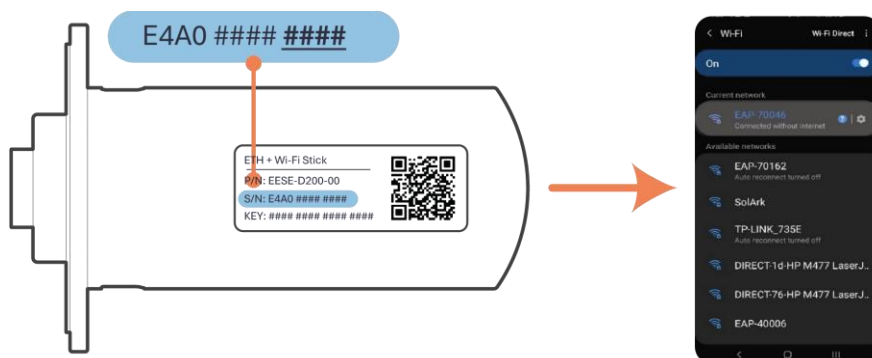 E4A0 #### ####
ETH + Wi-Fi Stick
P/N: EESE-D200-00
S/N: E4A0 #### ####
KEY: #### #### #### ####
Wi-Fi
Wi-Fi Direct
On
Current network
EAP-70046
Connected without internet
Available networks
EAP-70162
Auto reconnect turned off
SolArk
TP-LINK_735E
Auto reconnect turned off
DIRECT-1d-HP M477 LaserJ..
DIRECT-76-HP M477 LaserJ..
EAP-40006